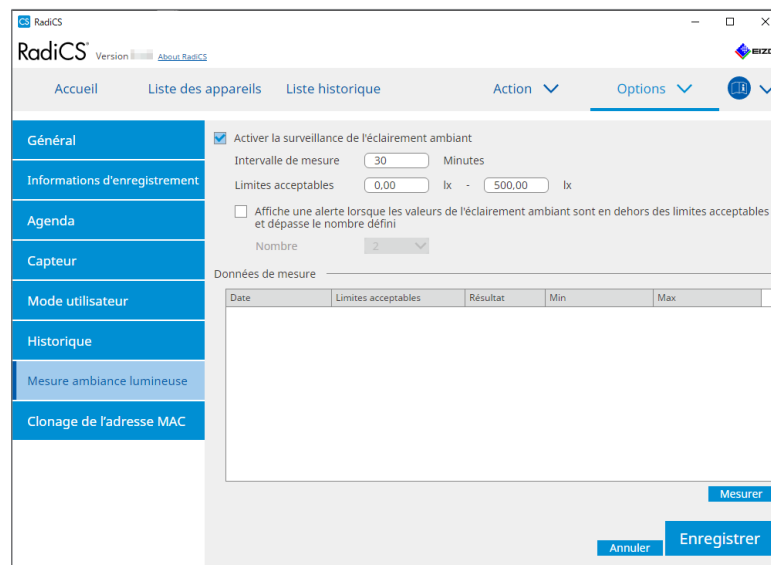 CS RadiCS
RadiCS® Version About RadiCS
Accueil Liste des appareils Liste historique Action Options
Général
Informations d'enregistrement
Agenda
Capteur
Mode utilisateur
Historique
Mesure ambiance lumineuse
Clonage de l’adresse MAC
Activer la surveillance de l'éclairement ambiant
Intervalle de mesure 30 Minutes
Limites acceptables 0,00 lx - 500,00 lx
Affiche une alerte lorsque les valeurs de l'éclairement ambiant sont en dehors des limites acceptables
et dépasse le nombre défini
Nombre 2
Données de mesure
Date Limites acceptables Résultat Min Max
Mesurer
Annuler Enregistrer